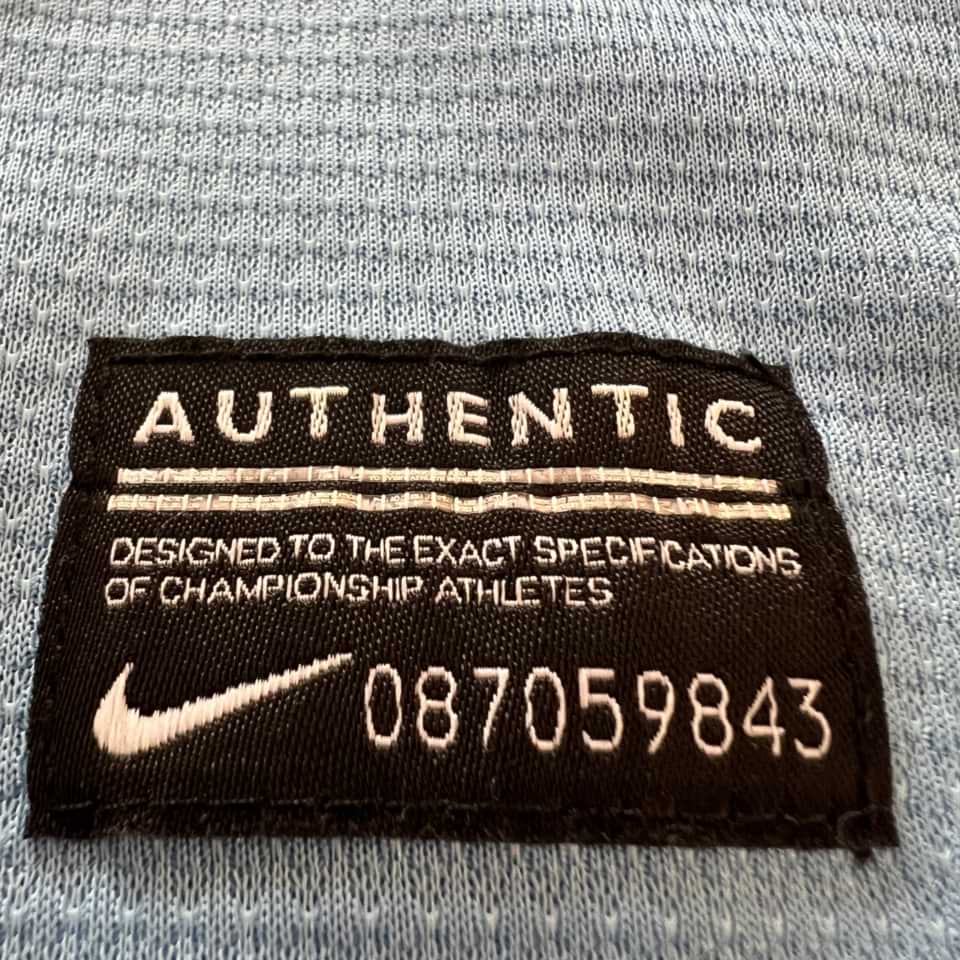 AUTHENTIC
DESIGNED TO THE EXACT SPECIFICATIONS
OF CHAMPIONSHIP ATHLETES
087059843